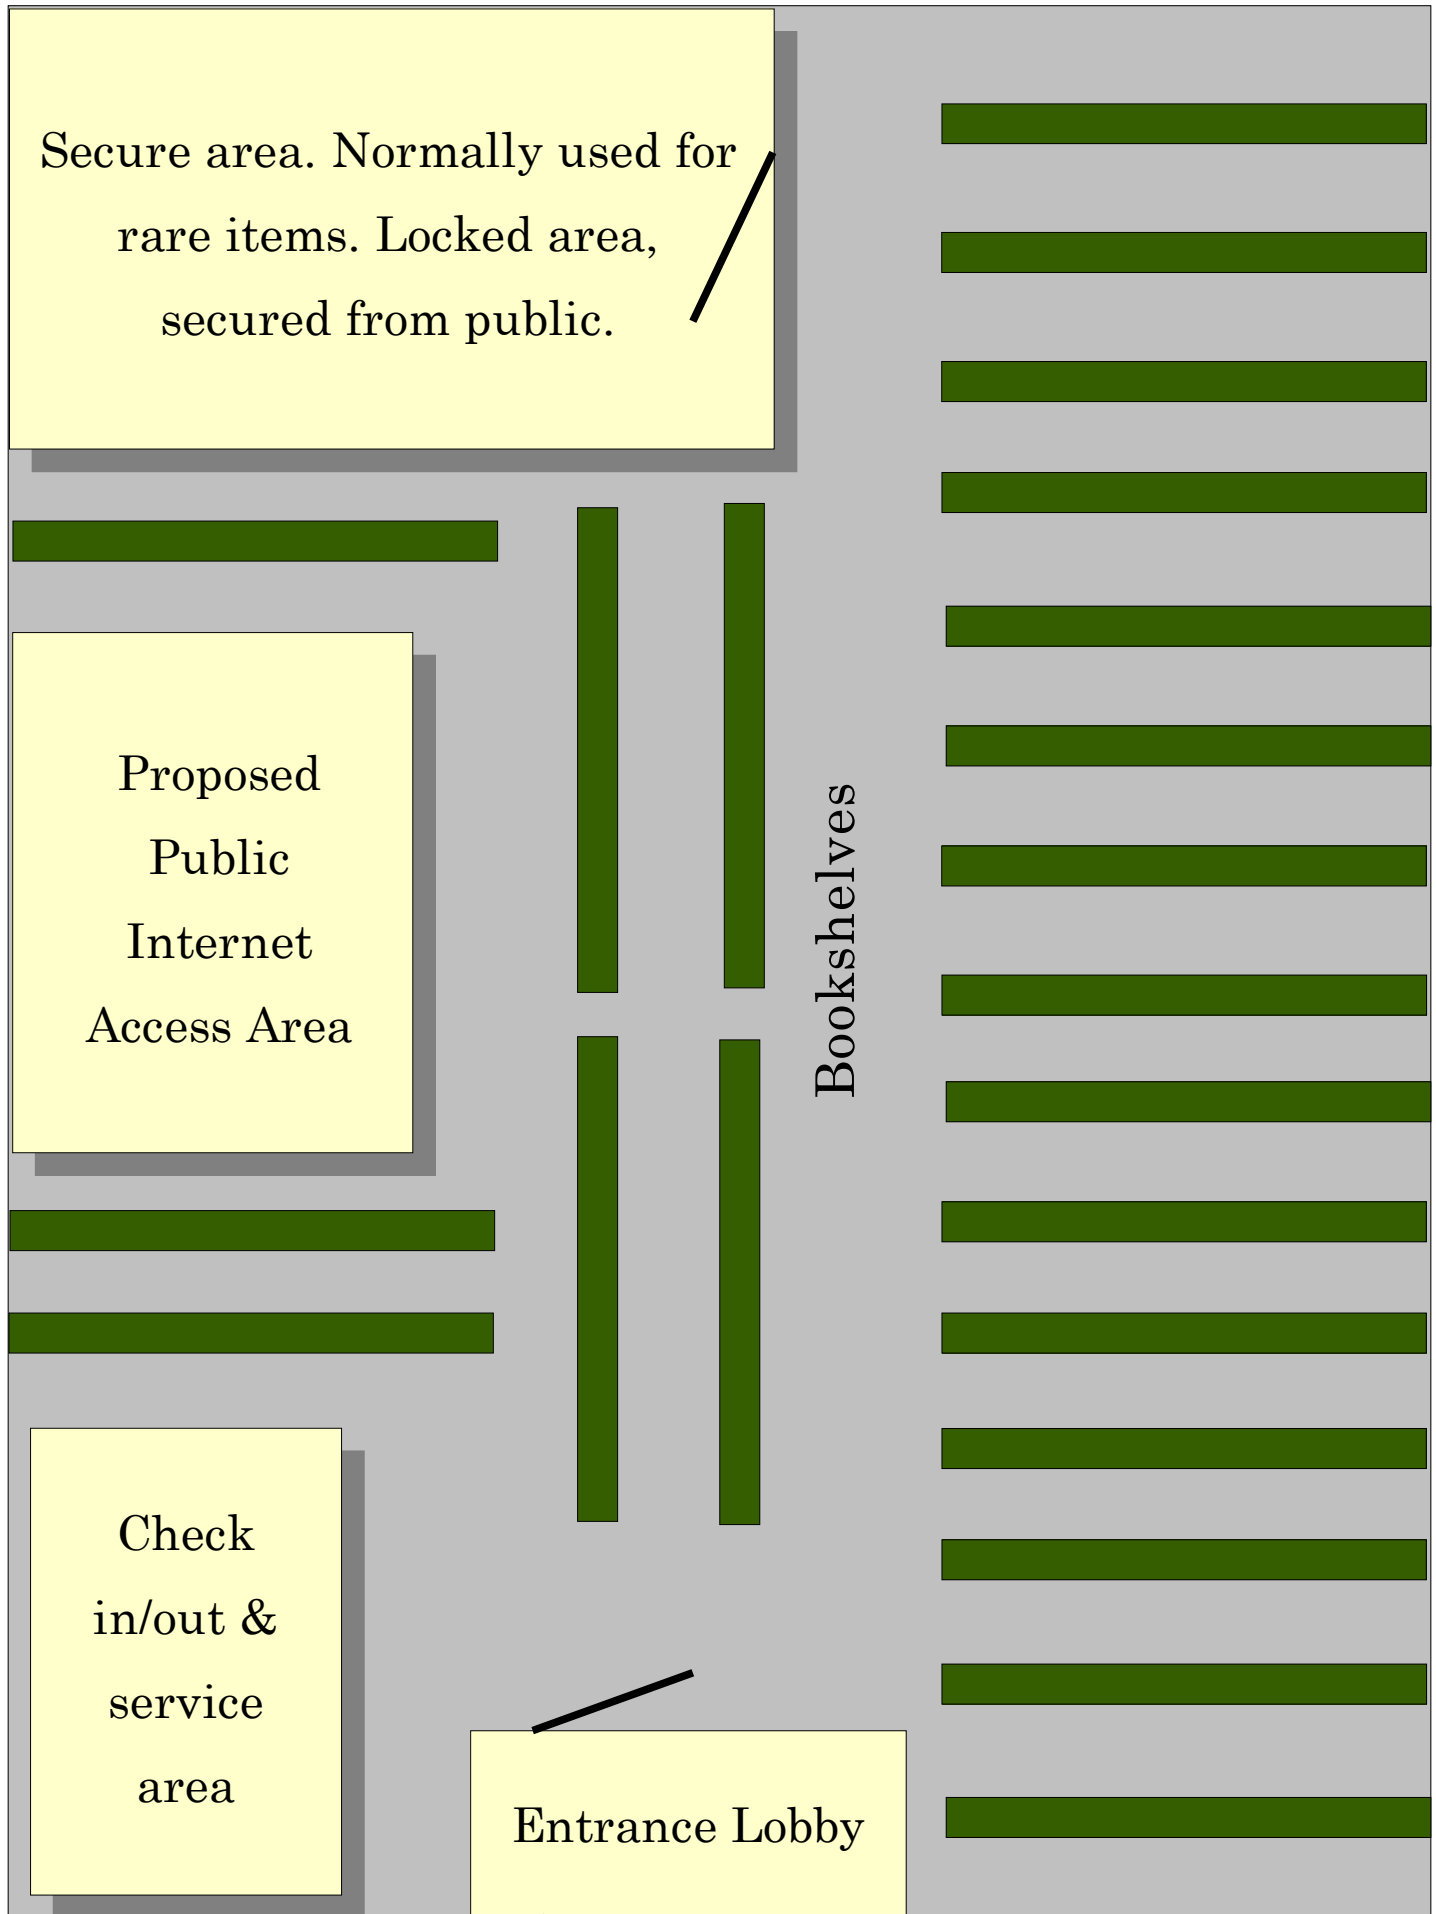 Secure area. Normally used for
rare items. Locked area,
secured from public.
Proposed
Public
Internet
Access Area
Bookshelves
Check
in/out &
service
area
Entrance Lobby